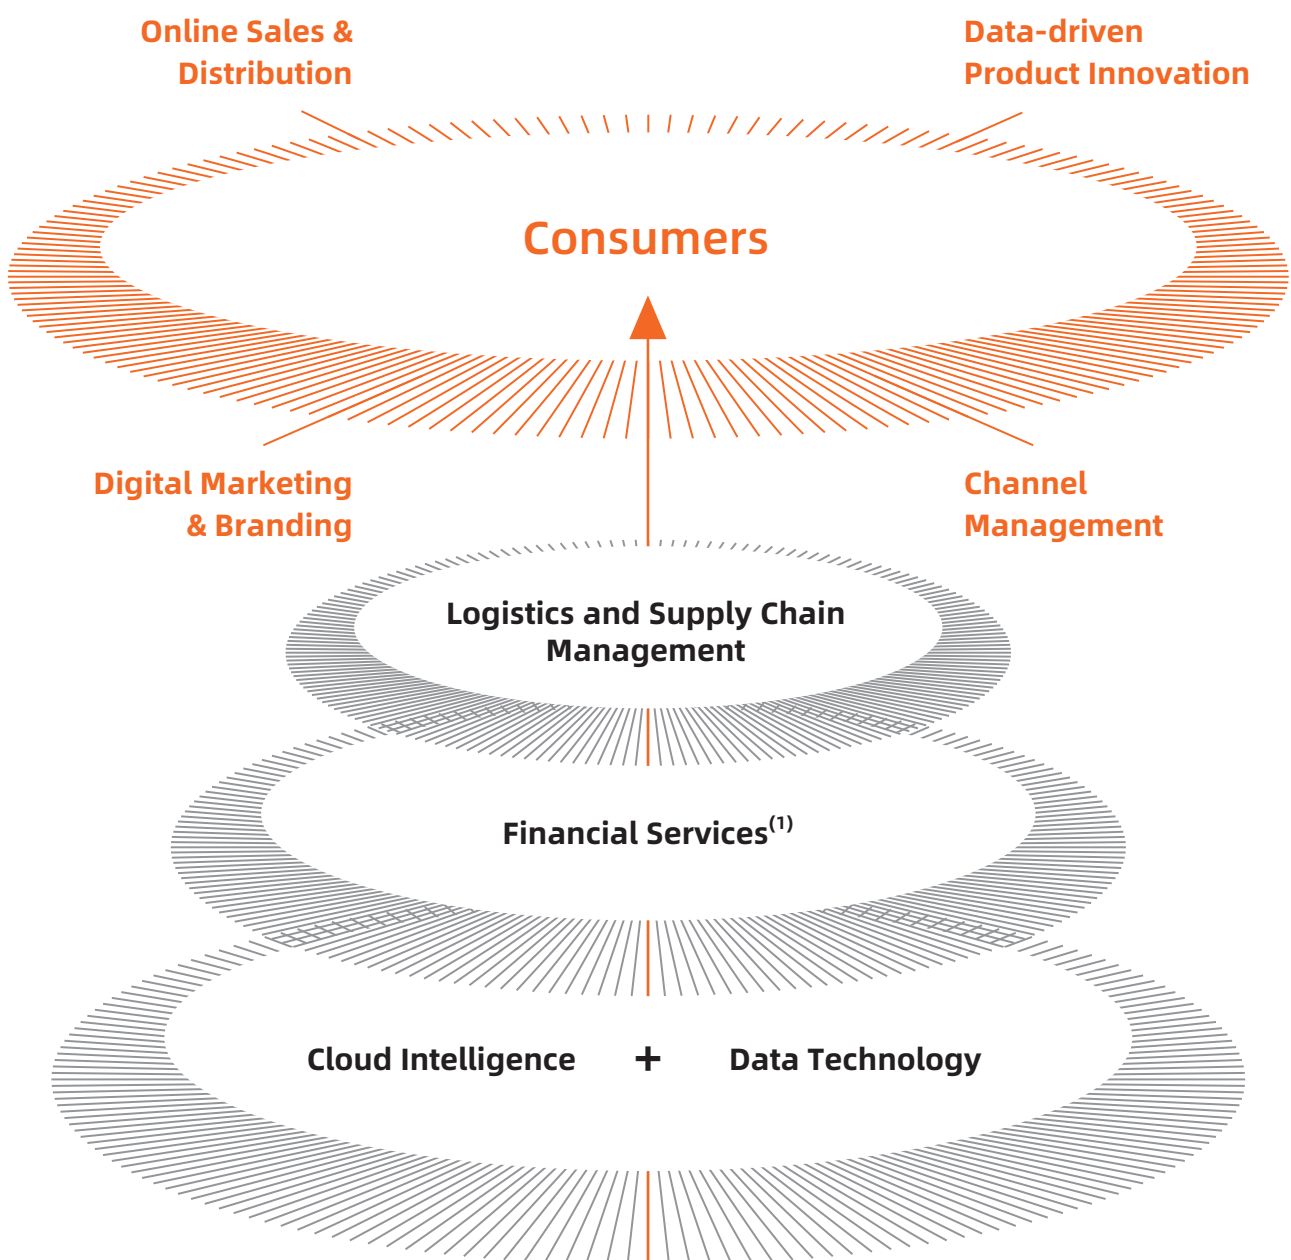 Online Sales &
Distribution
Data-driven
Product Innovation
Consumers
Digital Marketing
& Branding
Channel
Management
Logistics and Supply Chain
Management
Financial Services(1)
Cloud Intelligence + Data Technology